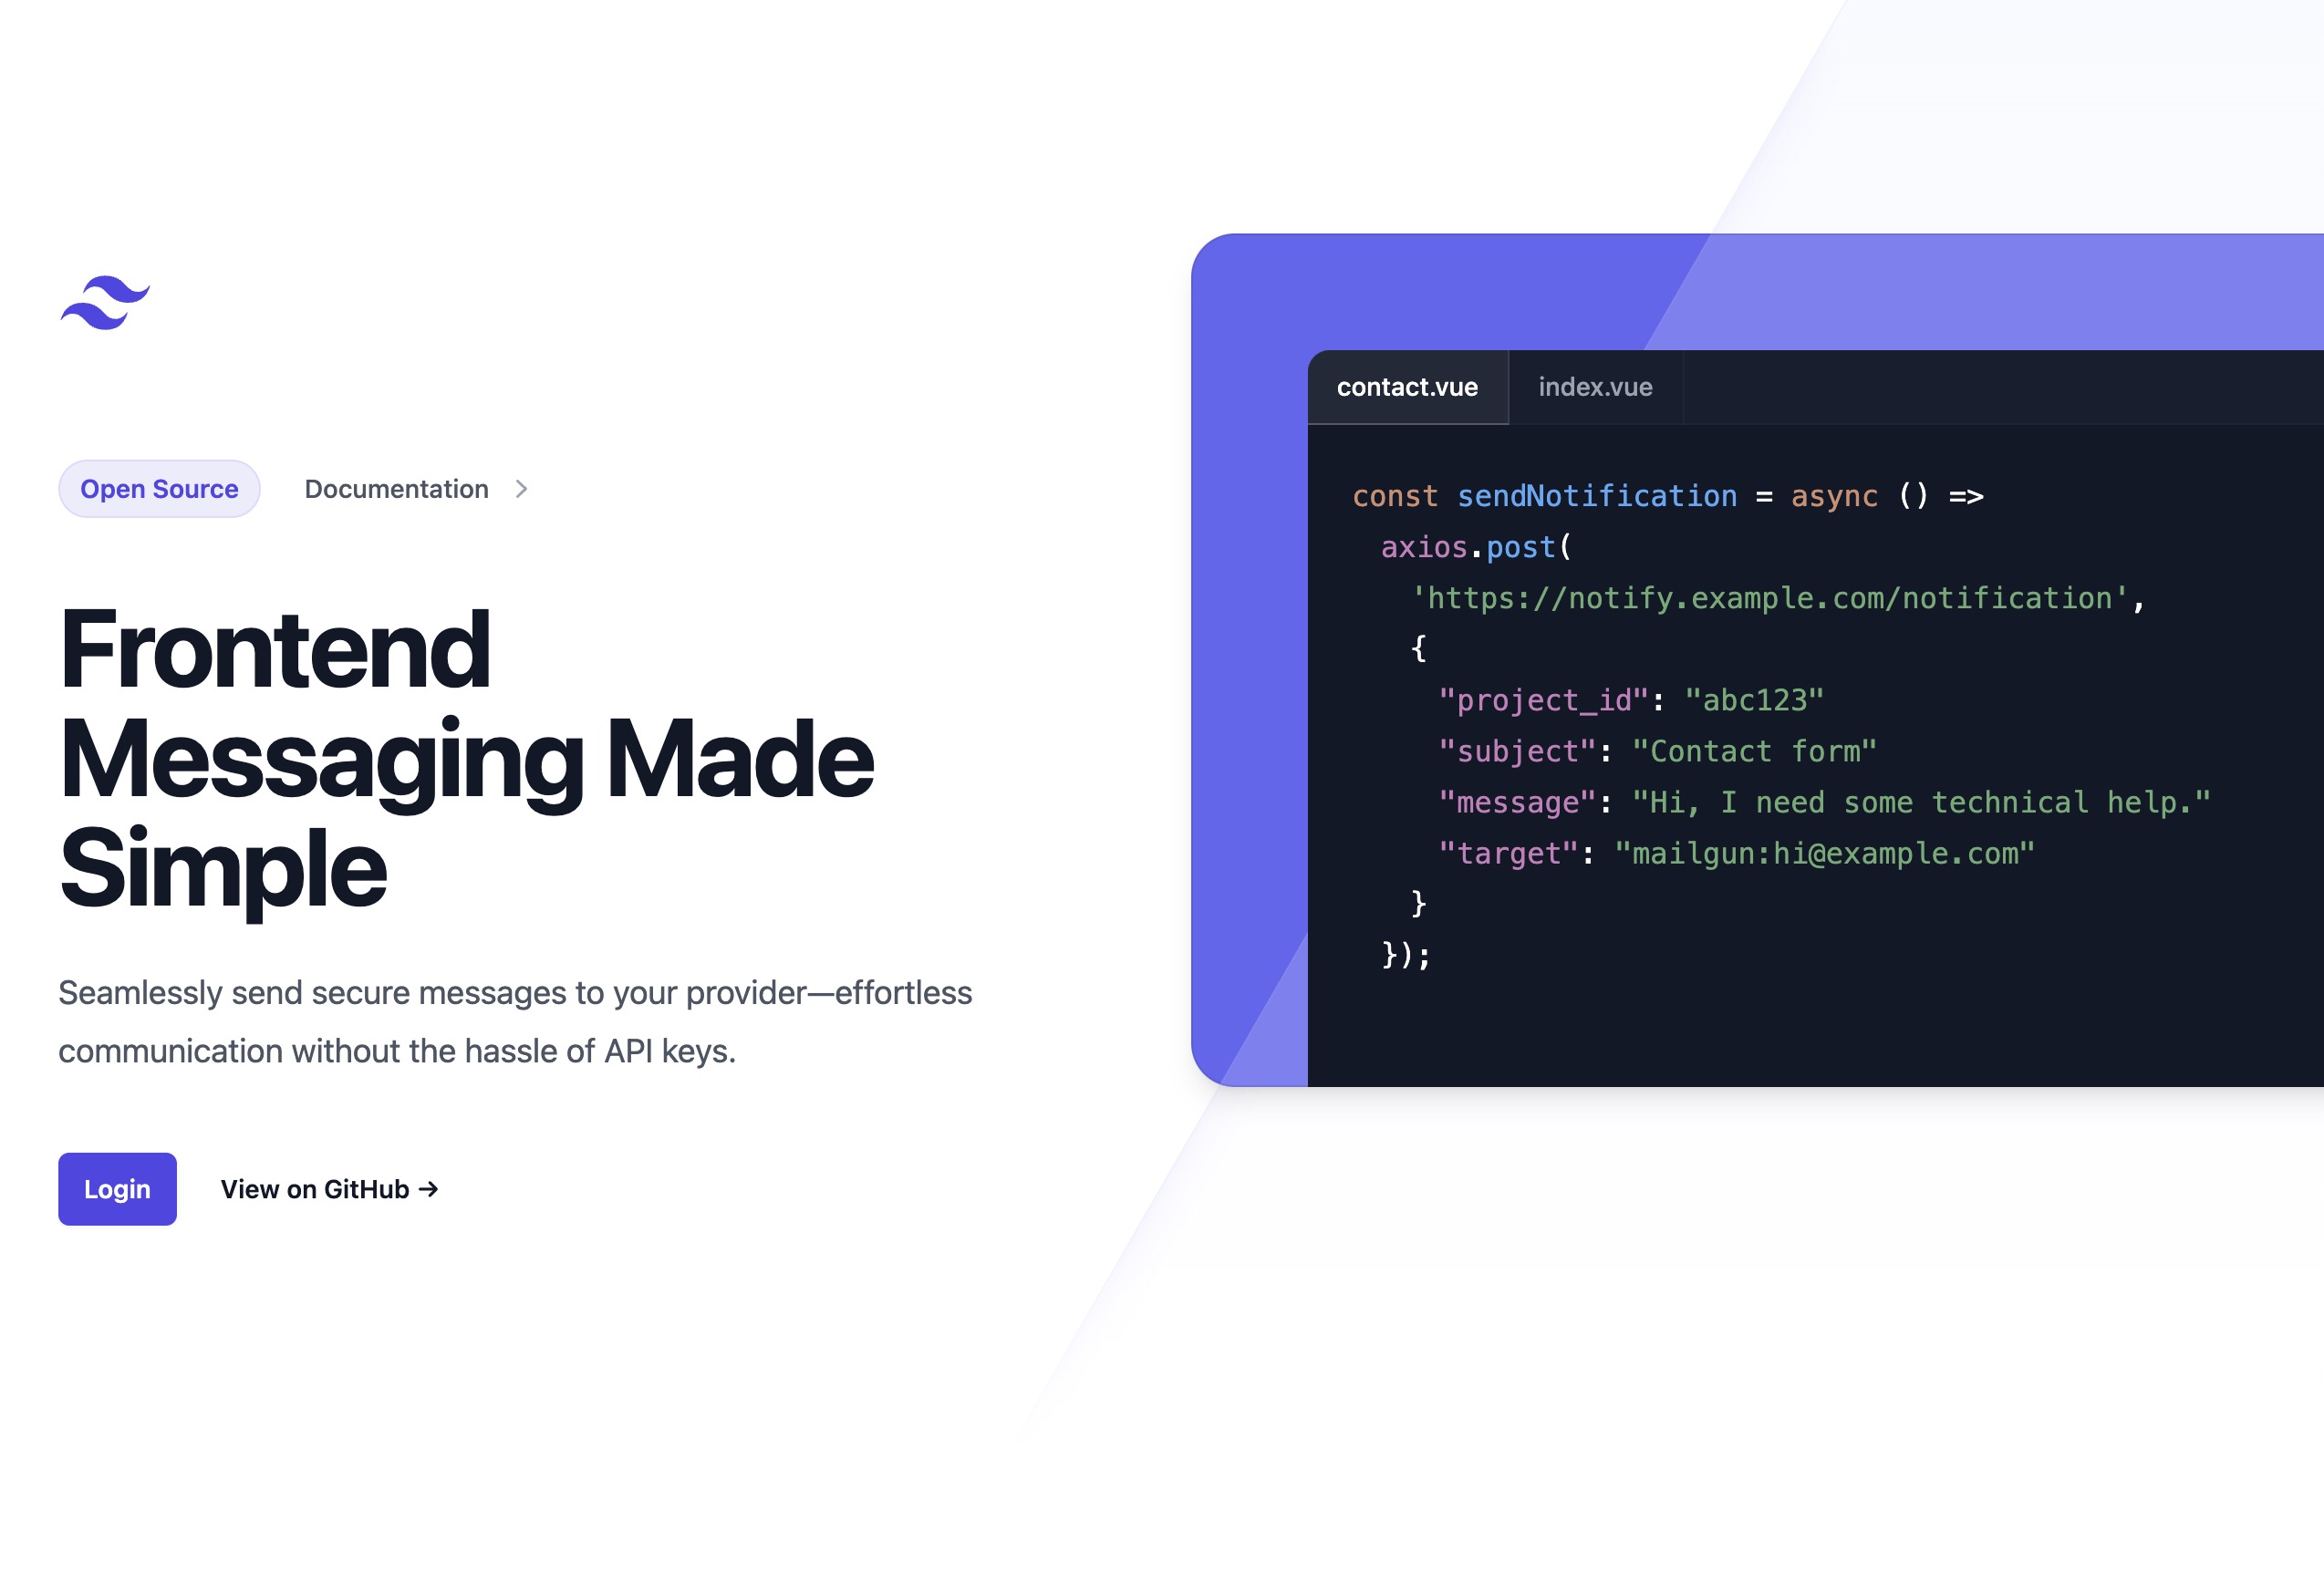 Open Source
Documentation
Frontend
Messaging Made
Simple
Seamlessly send secure messages to your provider—effortless
communication without the hassle of API keys.
Login
View on GitHub →
contact.vue
index.vue
const sendNotification = async () =>
axios.post(
'https://notify.example.com/notification',
{
"project_id": "abc123"
"subject": "Contact form"
"message": "Hi, I need some technical help."
"target": "mailgun:hi@example.com"
}
});